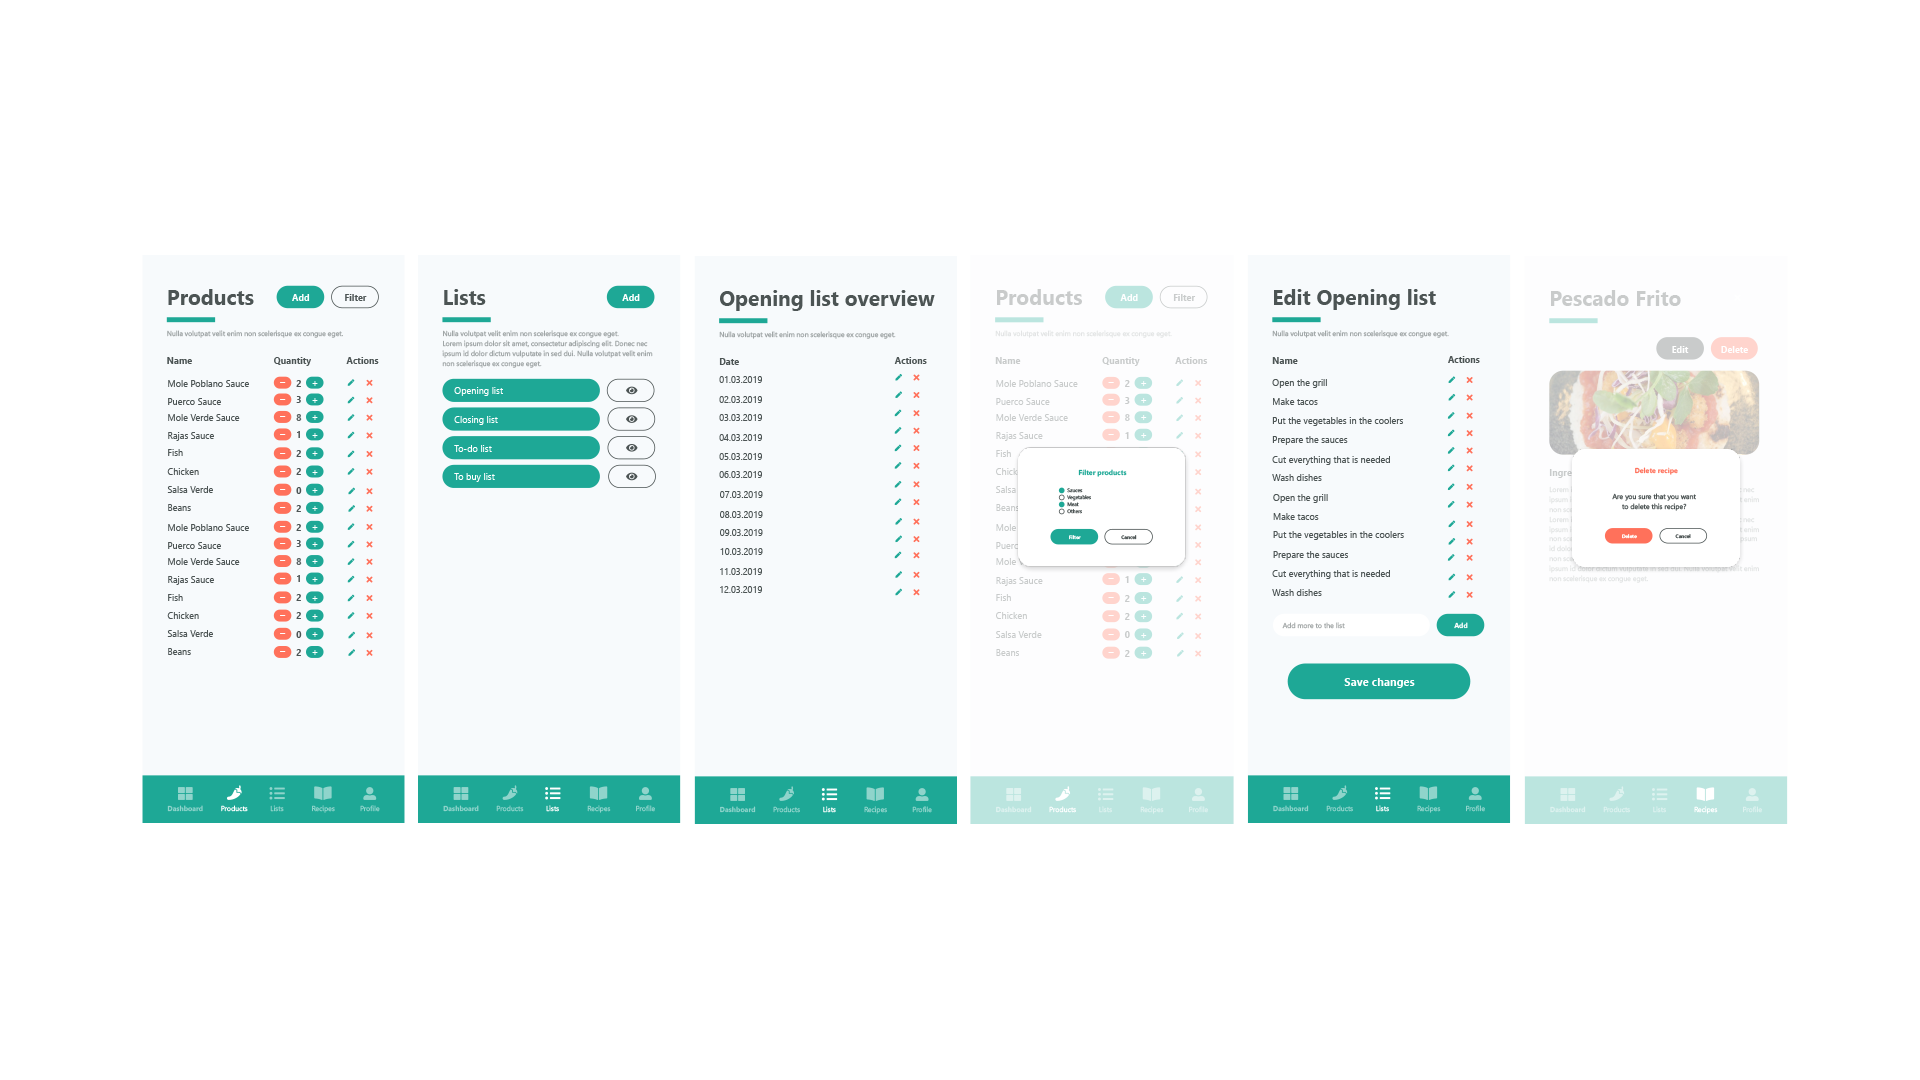 Products
Add
Filter
Nulla volutpat velit enim non scelerisque ex congue eget.
Name Quantity Actions
Mole Poblano Sauce 2
Puerco Sauce 3
Mole Verde Sauce 8
Rajas Sauce 1
Fish 2
Chicken 2
Salsa Verde 0
Beans 2
Mole Poblano Sauce 2
Puerco Sauce 3
Mole Verde Sauce 8
Rajas Sauce 1
Fish 2
Chicken 2
Salsa Verde 0
Beans 2
Dashboard Products Lists Recipes Profile
Lists
Add
Nulla volutpat velit enim non scelerisque ex congue eget.
Lorem ipsum dolor sit amet, consectetur adipiscing elit. Donec nec
ipsum id dolor dictum vulputate in sed dui. Nulla volutpat velit enim
non scelerisque ex congue eget.
Opening list
Closing list
To-do list
To buy list
Dashboard Products Lists Recipes Profile
Opening list overview
Nulla volutpat velit enim non scelerisque ex congue eget.
Date Actions
01.03.2019
02.03.2019
03.03.2019
04.03.2019
05.03.2019
06.03.2019
07.03.2019
08.03.2019
09.03.2019
10.03.2019
11.03.2019
12.03.2019
Dashboard Products Lists Recipes Profile
Products
Add
Filter
Nulla volutpat velit enim non scelerisque ex congue eget.
Name Quantity Actions
Mole Poblano Sauce 2
Puerco Sauce 3
Mole Verde Sauce 8
Rajas Sauce 1
Fish
Chick
Salsa
Beans
Mole
Puerc
Mole
Rajas Sauce 1
Fish 2
Chicken 2
Salsa Verde 0
Beans 2
Filter products
Sauces
Vegetables
Meat
Others
Filter
Cancel
Dashboard Products Lists Recipes Profile
Edit Opening list
Nulla volutpat velit enim non scelerisque ex congue eget.
Name Actions
Open the grill
Make tacos
Put the vegetables in the coolers
Prepare the sauces
Cut everything that is needed
Wash dishes
Open the grill
Make tacos
Put the vegetables in the coolers
Prepare the sauces
Cut everything that is needed
Wash dishes
Add more to the list
Add
Save changes
Dashboard Products Lists Recipes Profile
Pescado Frito
Edit
Delete
Ingre
Delete recipe
Are you sure that you want
to delete this recipe?
Delete
Cancel
non scelerisque ex congue eget.
Dashboard Products Lists Recipes Profile